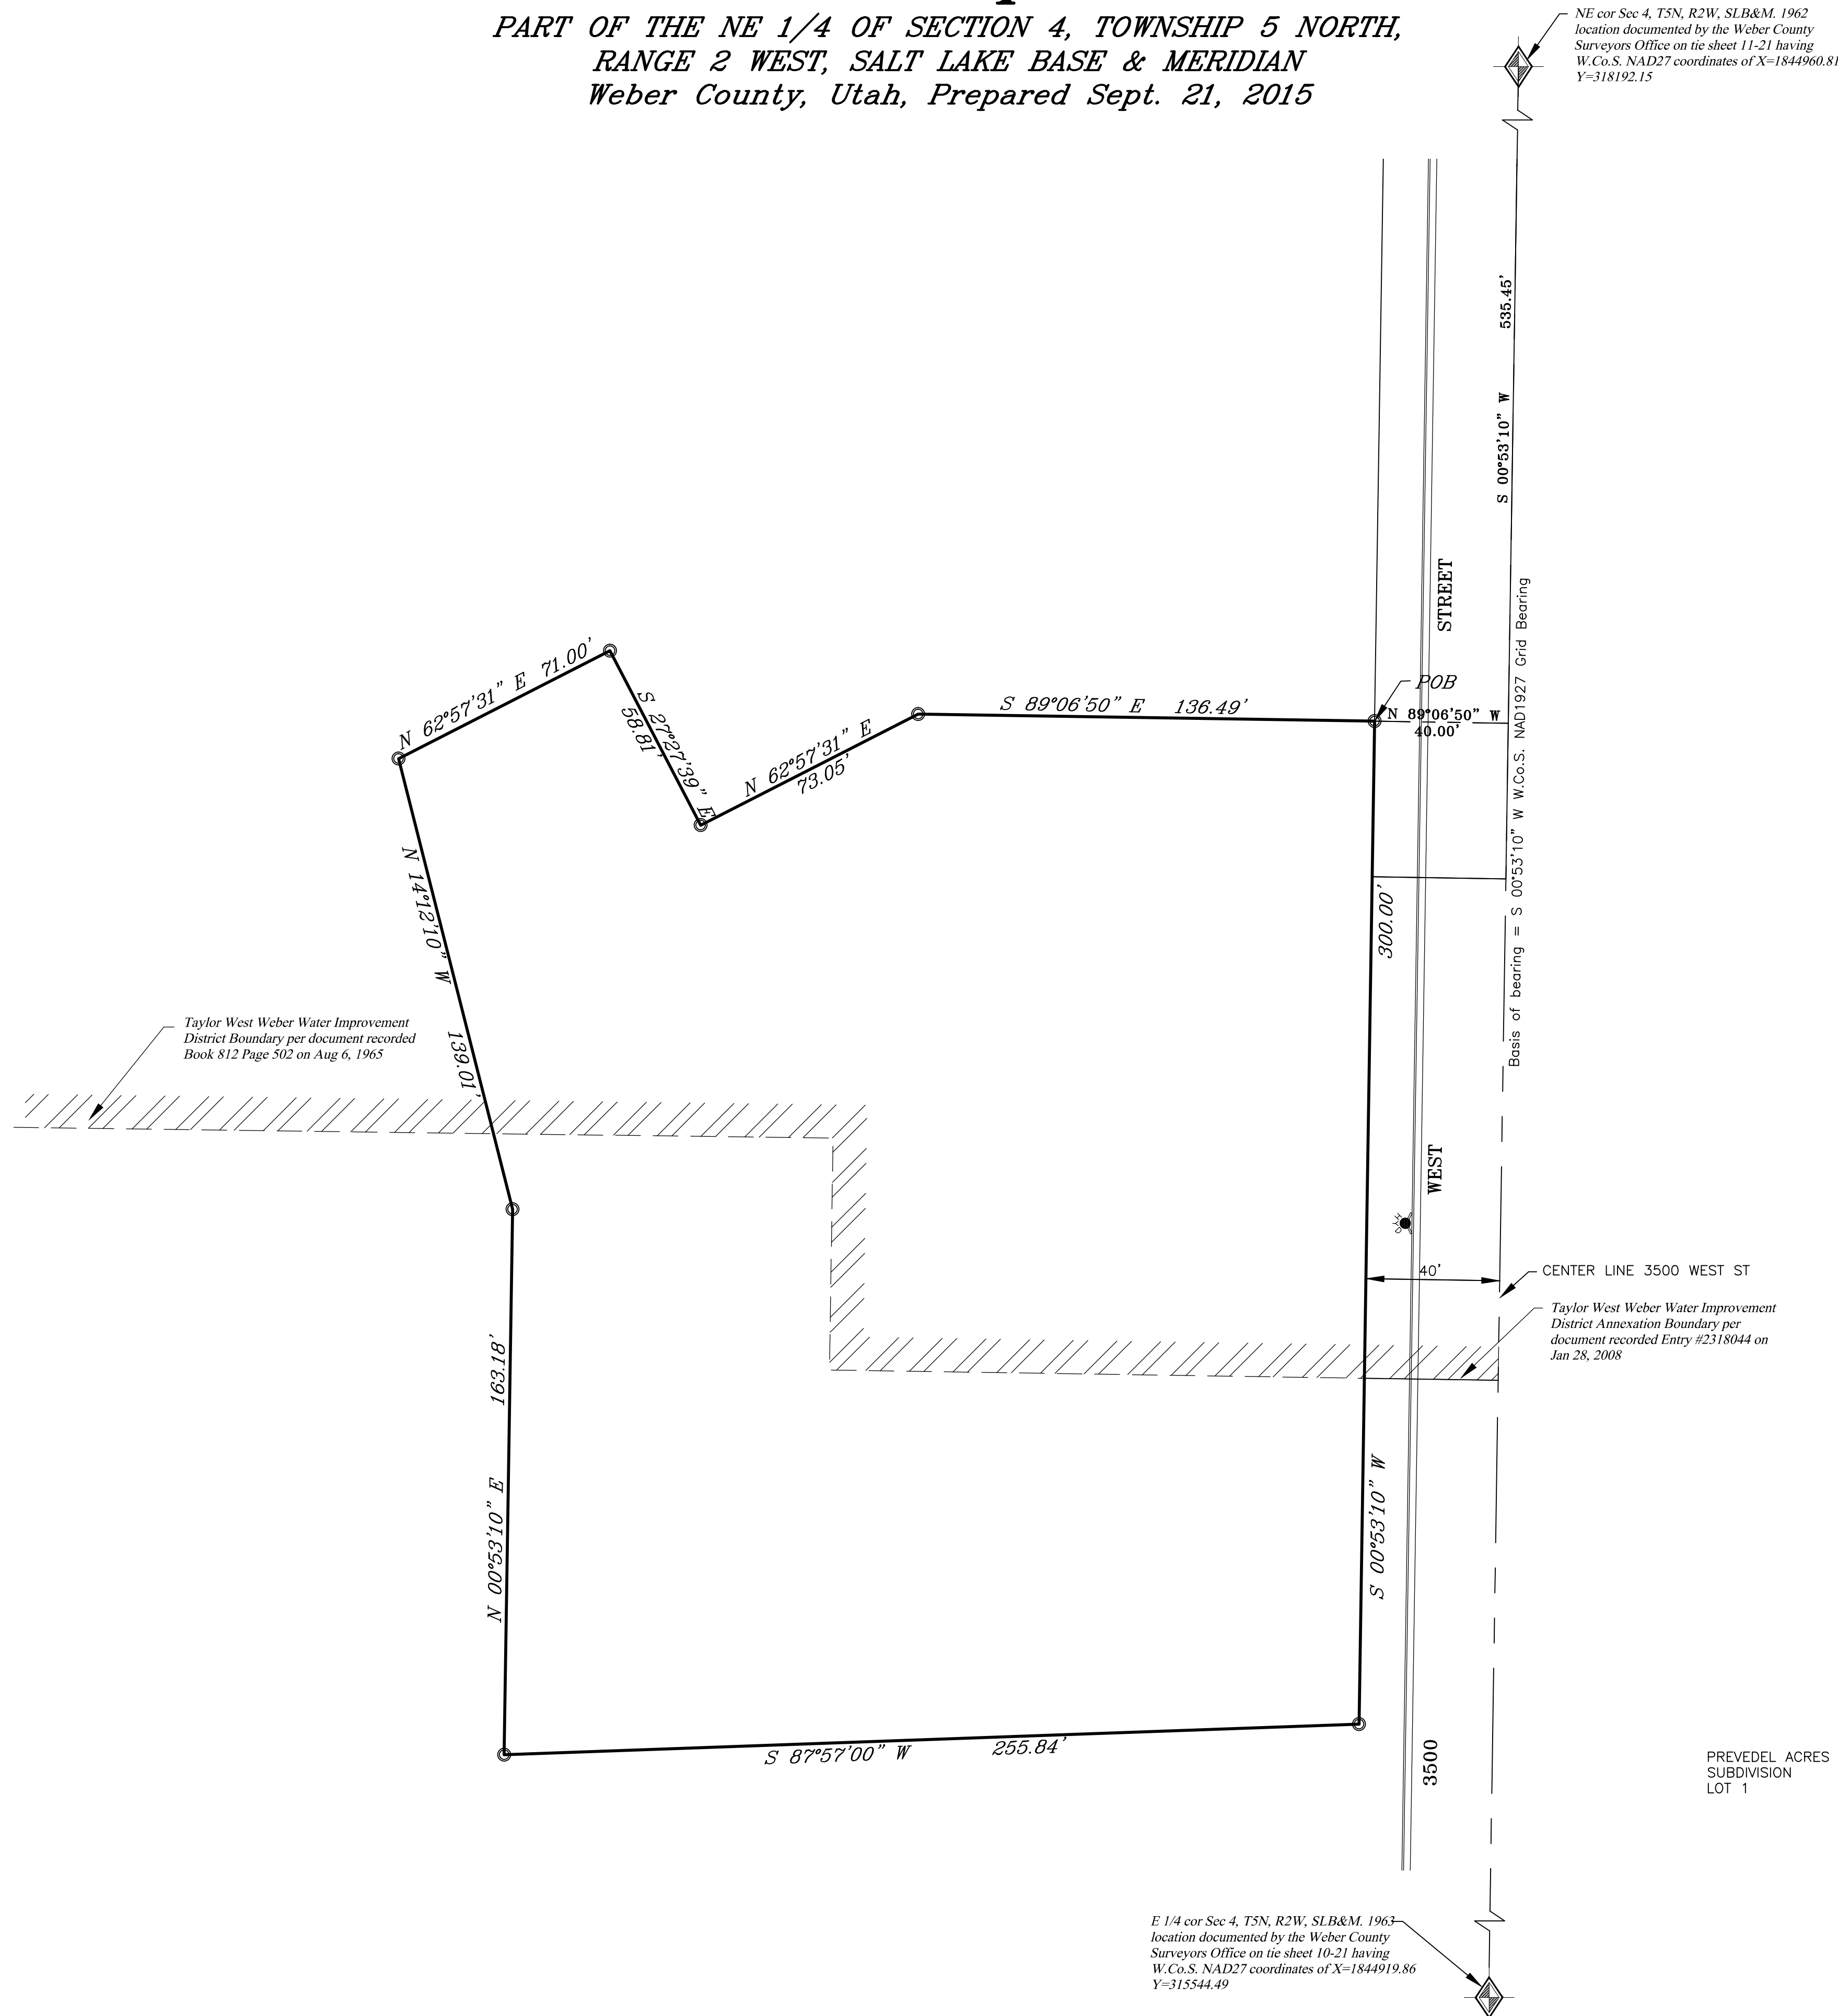 PART OF THE NE 1/4 OF SECTION 4, TOWNSHIP 5 NORTH,
RANGE 2 WEST, SALT LAKE BASE & MERIDIAN
Weber County, Utah, Prepared Sept. 21, 2015
NE cor Sec 4, T5N, R2W, SLB&M. 1962
location documented by the Weber County
Surveyors Office on tie sheet 11-21 having
W.Co.S. NAD27 coordinates of X=1844960.81
Y=318192.15
535.45'
S 00°53'10" W
STREET
Basis of bearing = S 00°53'10" W W.Co.S. NAD1927 Grid Bearing
POB
N 89°06'50" W
40.00'
S 89°06'50" E 136.49'
N 62°57'31" E 71.00'
S 27°27'39" E
58.81'
N 62°57'31" E
73.05'
N 14°12'10" W
139.01'
300.00'
Taylor West Weber Water Improvement
District Boundary per document recorded
Book 812 Page 502 on Aug 6, 1965
WEST
HYD
40'
CENTER LINE 3500 WEST ST
Taylor West Weber Water Improvement
District Annexation Boundary per
document recorded Entry #2318044 on
Jan 28, 2008
163.18'
N 00°53'10" E
S 00°53'10" W
S 87°57'00" W 255.84'
3500
PREVEDEL ACRES
SUBDIVISION
LOT 1
E 1/4 cor Sec 4, T5N, R2W, SLB&M. 1963
location documented by the Weber County
Surveyors Office on tie sheet 10-21 having
W.Co.S. NAD27 coordinates of X=1844919.86
Y=315544.49